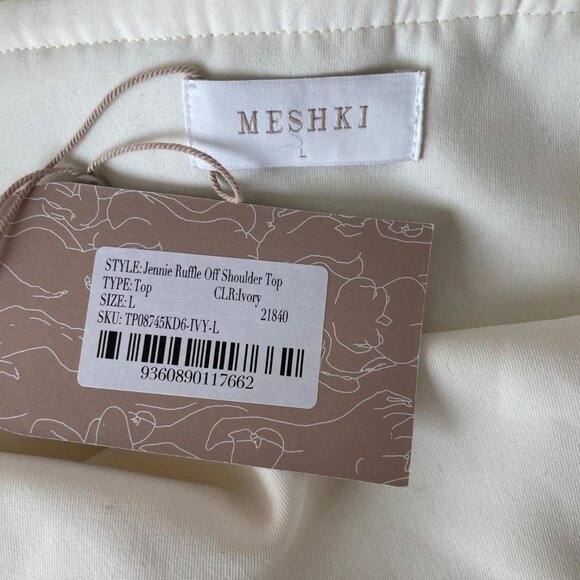 MESHKI
L
STYLE:Jennie Ruffle Off Shoulder Top
TYPE:Top CLR:Ivory
SIZE:L 21840
SKU: TP08745KD6-IVY-L
9360890117662